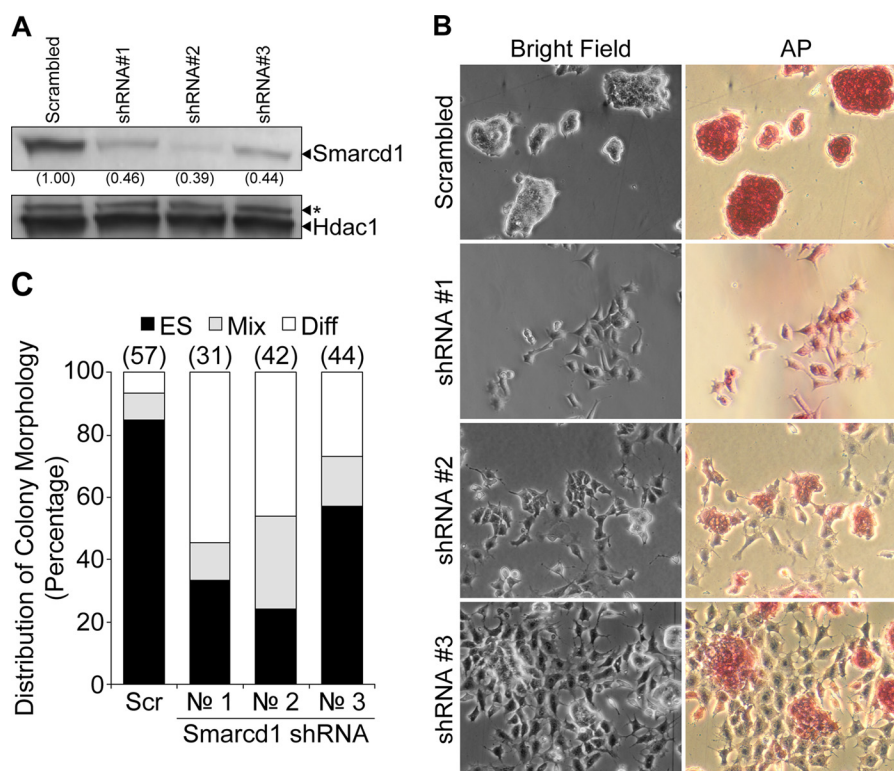 A
Scrambled
shRNA#1
shRNA#2
shRNA#3
Smarcd1
(1.00) (0.46) (0.39) (0.44)
*
Hdac1
B
Bright Field AP
Scrambled
shRNA #1
shRNA #2
shRNA #3
C
ES Mix Diff
(57) (31) (42) (44)
Distribution of Colony Morphology
(Percentage)
100
80
60
40
20
0
Scr № 1 № 2 № 3
Smarcd1 shRNA